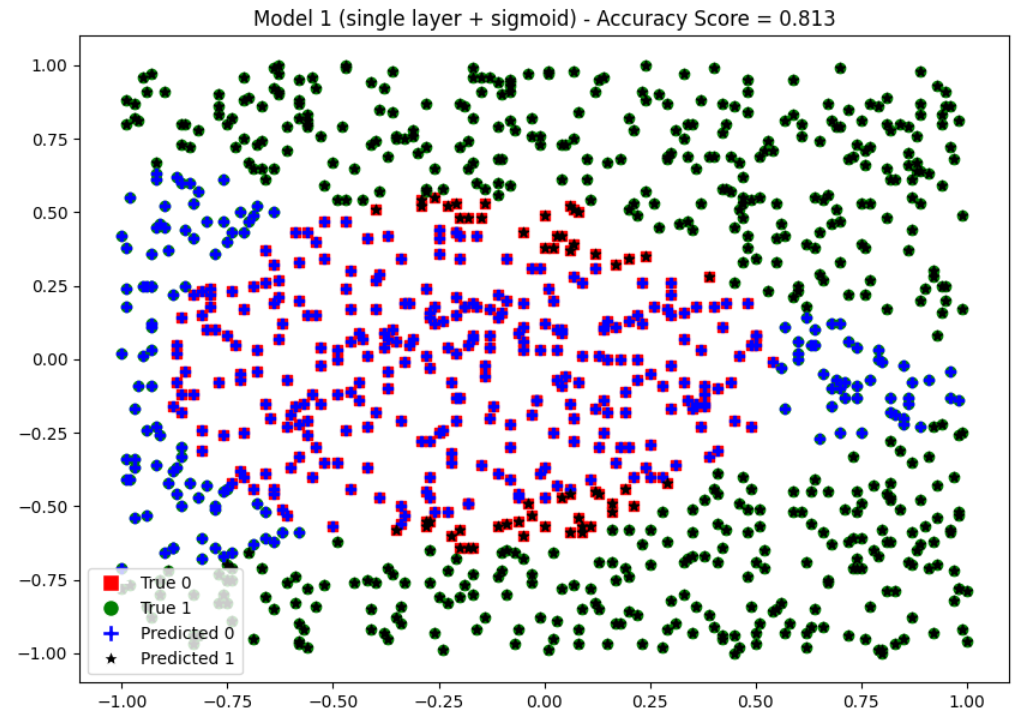 Model 1 (single layer + sigmoid) - Accuracy Score = 0.813
1.00
0.75
0.50
0.25
0.00
−0.25
−0.50
−0.75
−1.00
True 0
True 1
Predicted 0
Predicted 1
−1.00 −0.75 −0.50 −0.25 0.00 0.25 0.50 0.75 1.00